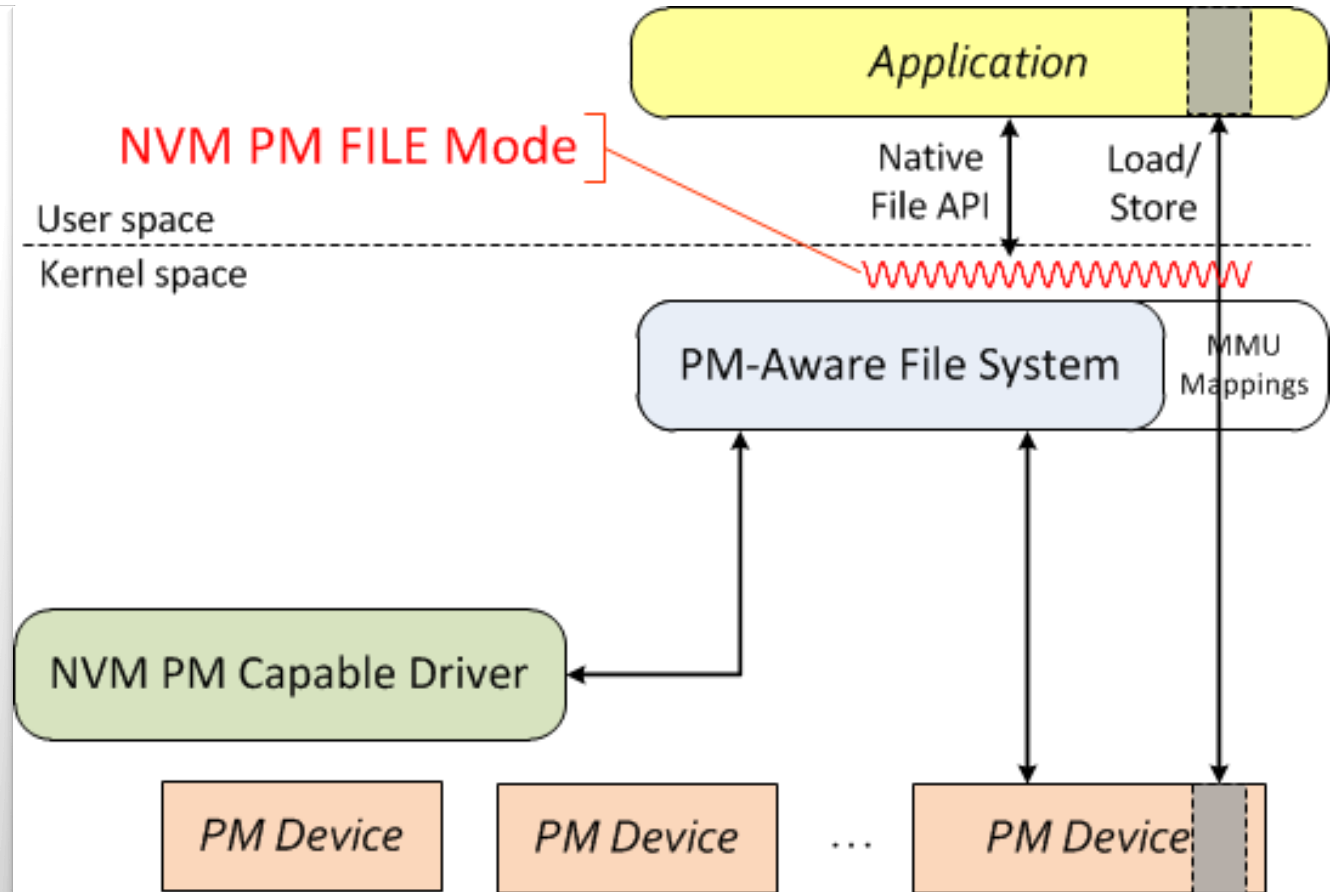 Application
NVM PM FILE Mode
Native
File API
Load/
Store
User space
Kernel space
PM-Aware File System
MMU
Mappings
NVM PM Capable Driver
PM Device
PM Device
...
PM Device